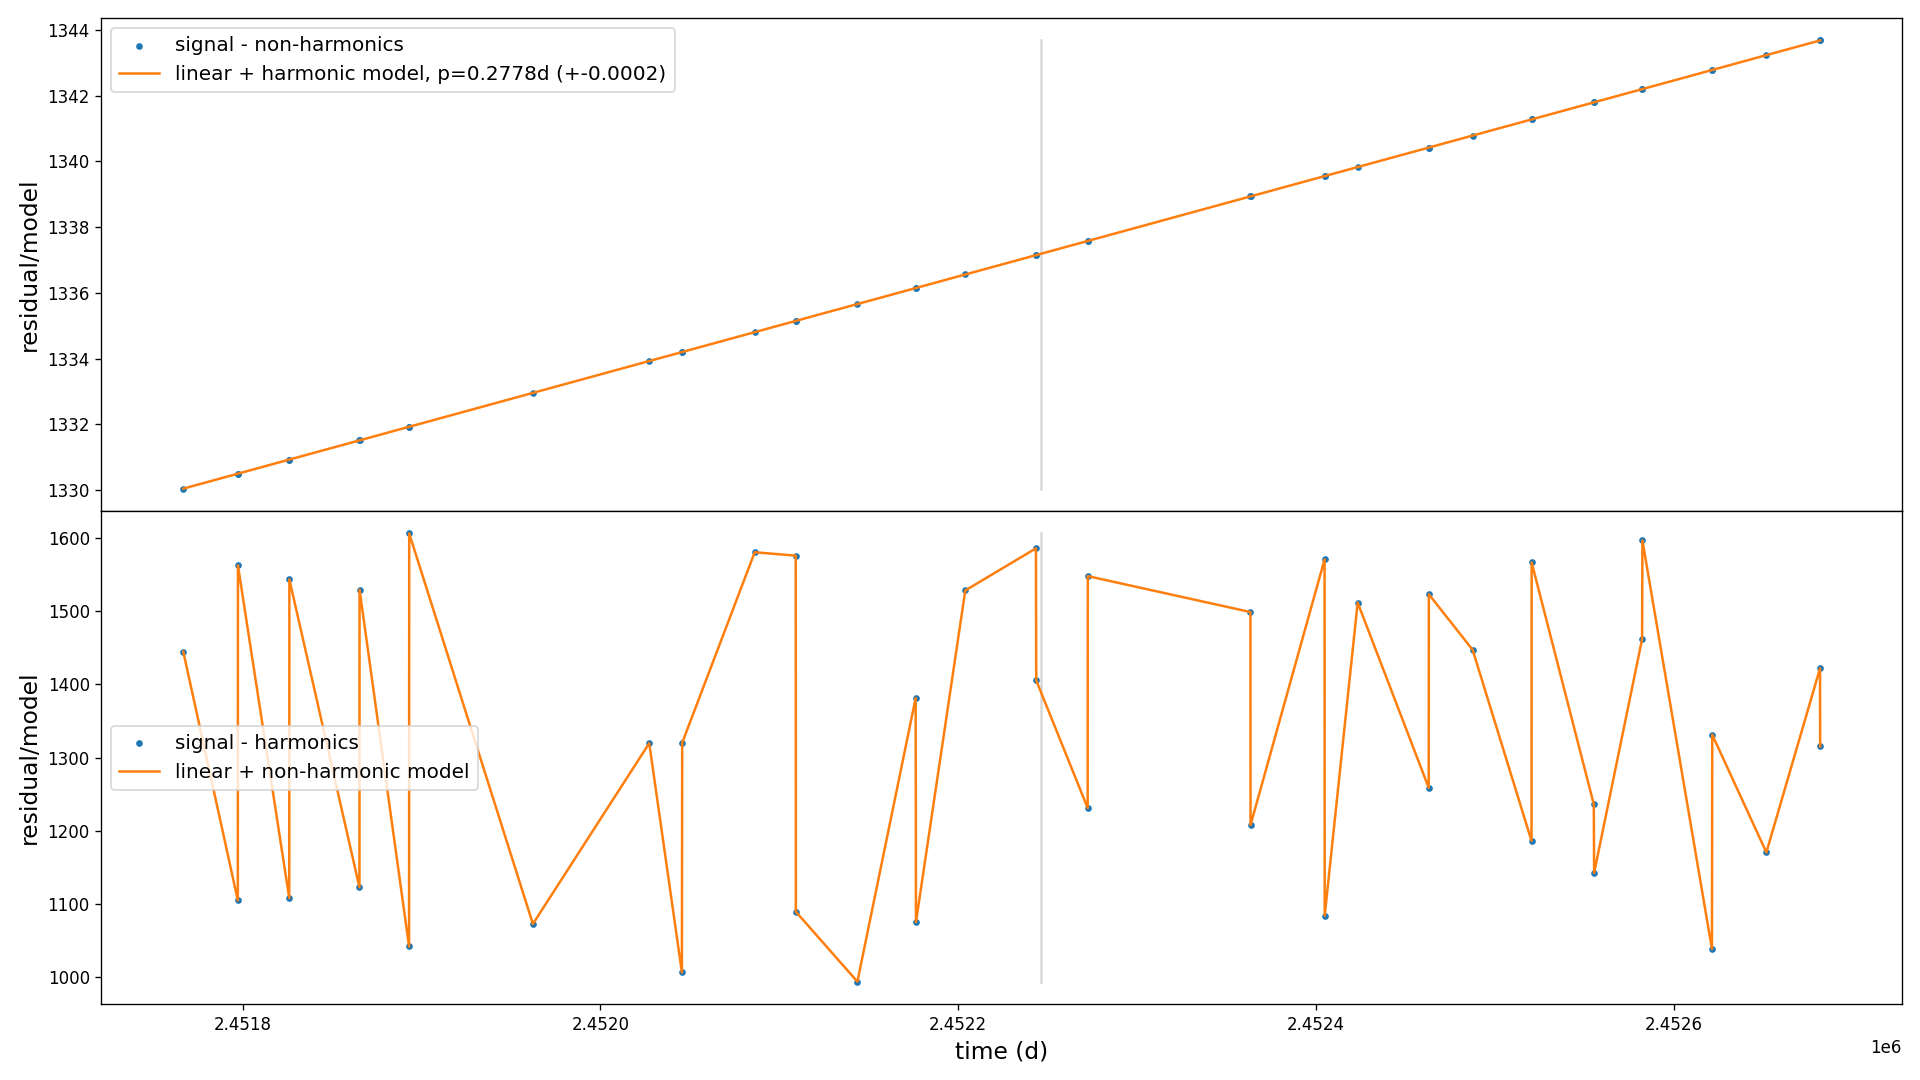 1344
1342
1340
1338
1336
1334
1332
1330
residual/model
signal - non-harmonics
linear + harmonic model, p=0.2778d (+-0.0002)
1600
1500
1400
1300
1200
1100
1000
residual/model
signal - harmonics
linear + non-harmonic model
2.4518 2.4520 2.4522 2.4524 2.4526
1e6
time (d)